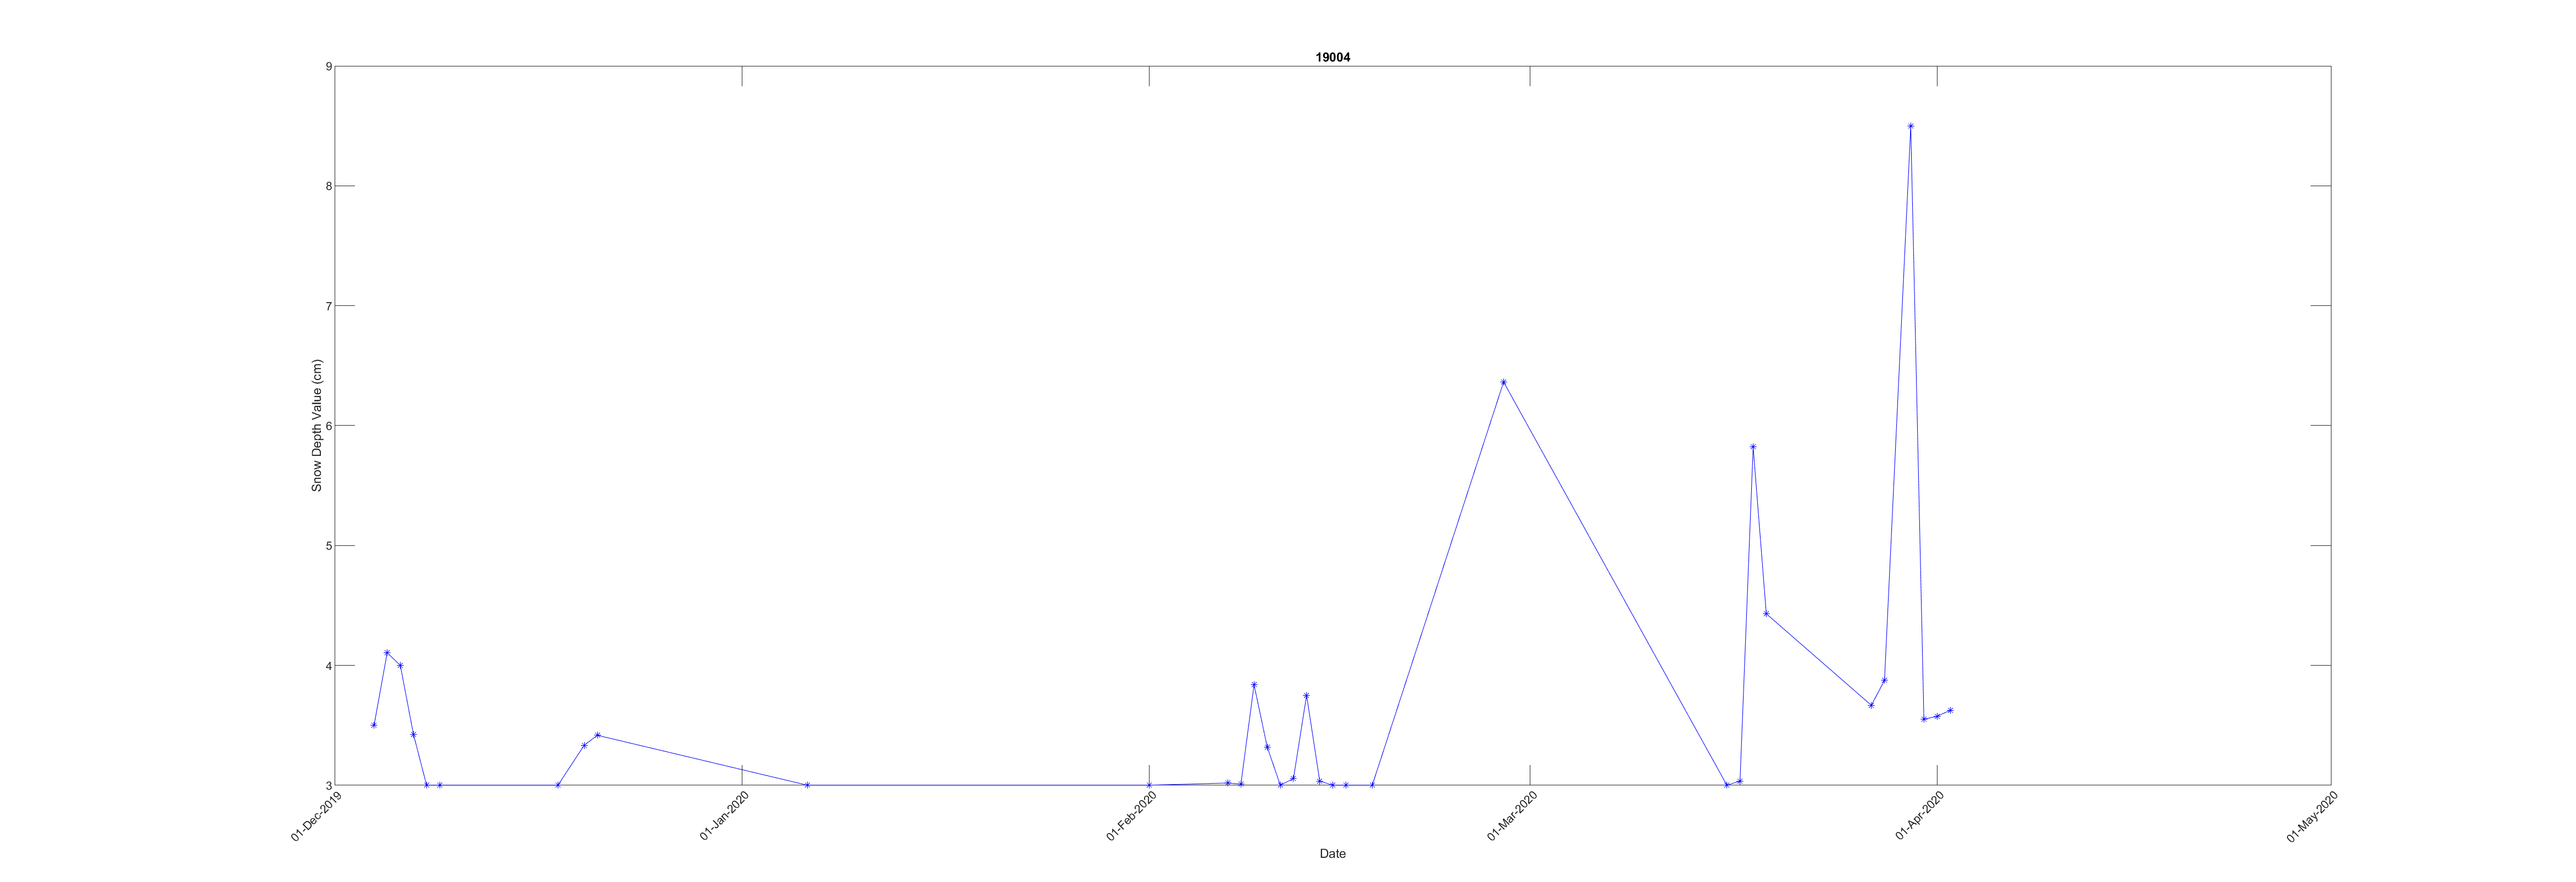 19004
9
8
7
6
5
4
3
Snow Depth Value (cm)
01-Dec-2019
01-Jan-2020
01-Feb-2020
01-Mar-2020
01-Apr-2020
01-May-2020
Date